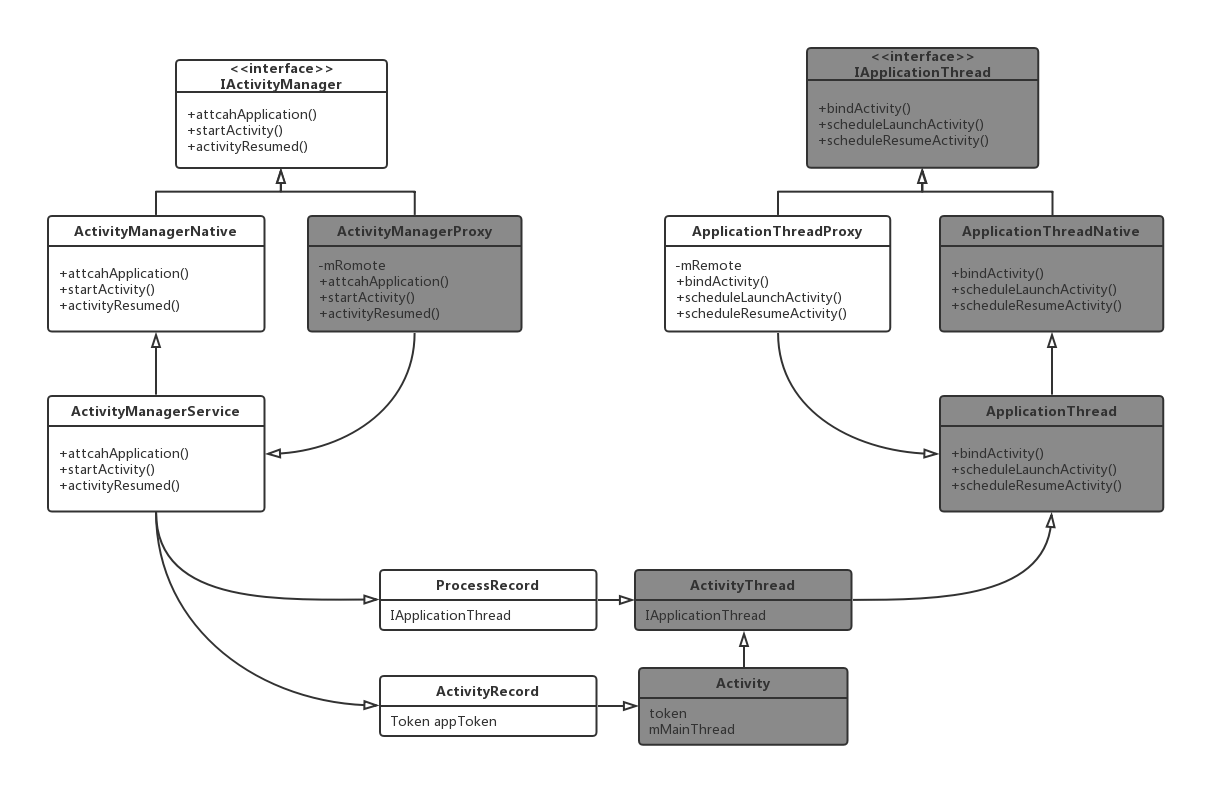 <<interface>>
IActivityManager
+attcahApplication()
+startActivity()
+activityResumed()
<<interface>>
IApplicationThread
+bindActivity()
+scheduleLaunchActivity()
+scheduleResumeActivity()
ActivityManagerNative
+attcahApplication()
+startActivity()
+activityResumed()
ActivityManagerProxy
-mRomote
+attcahApplication()
+startActivity()
+activityResumed()
ApplicationThreadProxy
-mRemote
+bindActivity()
+scheduleLaunchActivity()
+scheduleResumeActivity()
ApplicationThreadNative
+bindActivity()
+scheduleLaunchActivity()
+scheduleResumeActivity()
ActivityManagerService
+attcahApplication()
+startActivity()
+activityResumed()
ApplicationThread
+bindActivity()
+scheduleLaunchActivity()
+scheduleResumeActivity()
ProcessRecord
IApplicationThread
ActivityThread
IApplicationThread
ActivityRecord
Token appToken
Activity
token
mMainThread